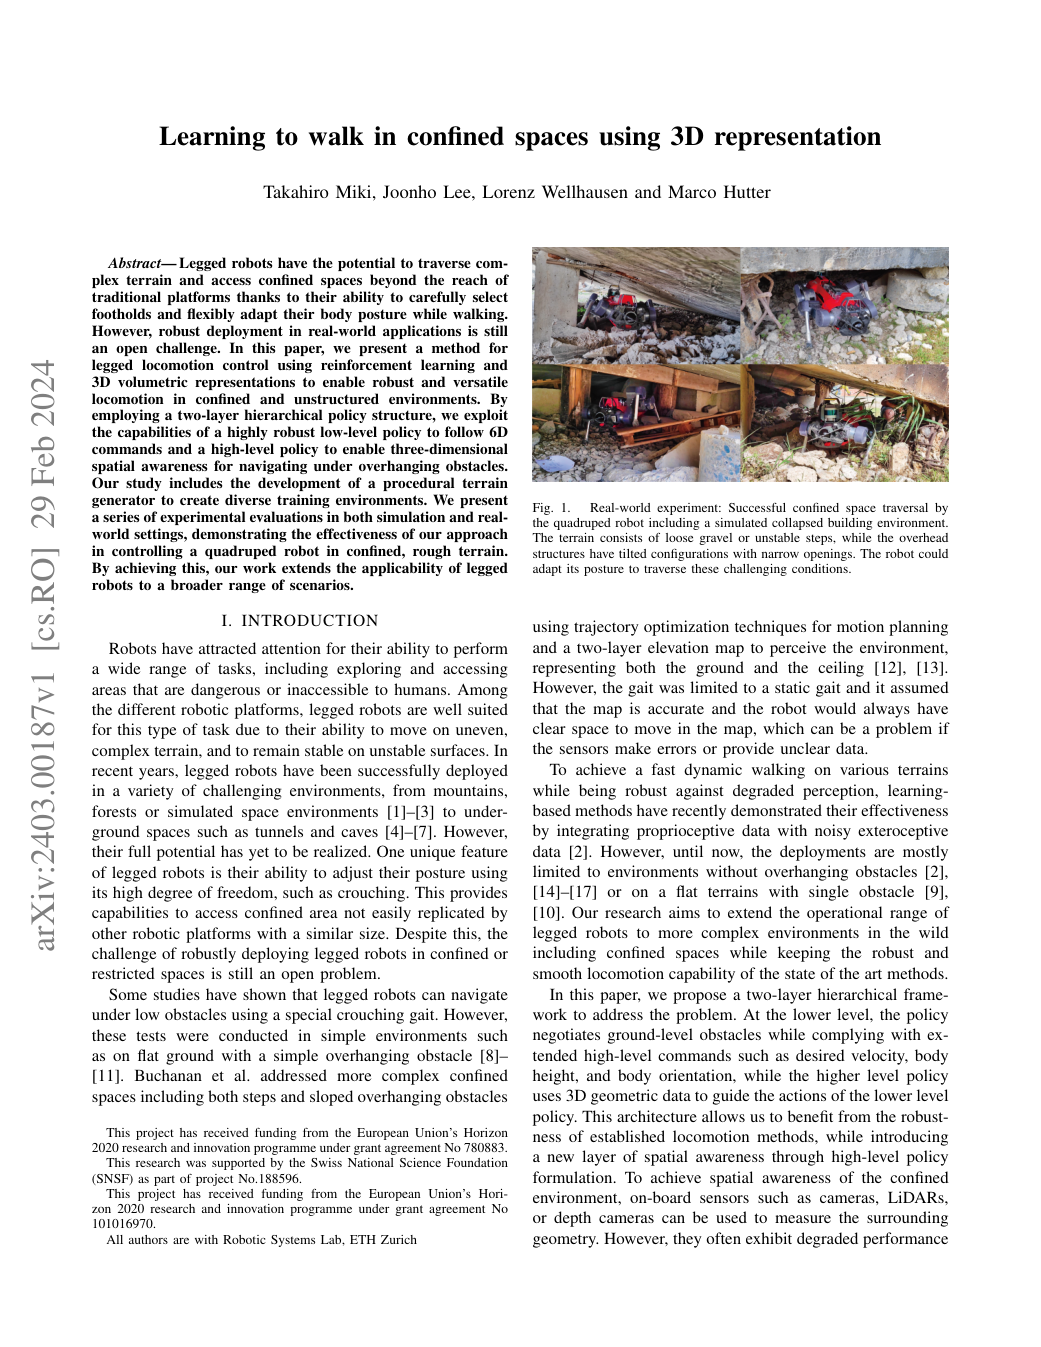 Learning to walk in confined spaces using 3D representation
Takahiro Miki, Joonho Lee, Lorenz Wellhausen and Marco Hutter
arXiv:2403.00187v1 [cs.RO] 29 Feb 2024
Abstract— Legged robots have the potential to traverse com-
plex terrain and access confined spaces beyond the reach of
traditional platforms thanks to their ability to carefully select
footholds and flexibly adapt their body posture while walking.
However, robust deployment in real-world applications is still
an open challenge. In this paper, we present a method for
legged locomotion control using reinforcement learning and
3D volumetric representations to enable robust and versatile
locomotion in confined and unstructured environments. By
employing a two-layer hierarchical policy structure, we exploit
the capabilities of a highly robust low-level policy to follow 6D
commands and a high-level policy to enable three-dimensional
spatial awareness for navigating under overhanging obstacles.
Our study includes the development of a procedural terrain
generator to create diverse training environments. We present
a series of experimental evaluations in both simulation and real-
world settings, demonstrating the effectiveness of our approach
in controlling a quadruped robot in confined, rough terrain.
By achieving this, our work extends the applicability of legged
robots to a broader range of scenarios.
I. INTRODUCTION
Robots have attracted attention for their ability to perform
a wide range of tasks, including exploring and accessing
areas that are dangerous or inaccessible to humans. Among
the different robotic platforms, legged robots are well suited
for this type of task due to their ability to move on uneven,
complex terrain, and to remain stable on unstable surfaces. In
recent years, legged robots have been successfully deployed
in a variety of challenging environments, from mountains,
forests or simulated space environments [1]–[3] to under-
ground spaces such as tunnels and caves [4]–[7]. However,
their full potential has yet to be realized. One unique feature
of legged robots is their ability to adjust their posture using
its high degree of freedom, such as crouching. This provides
capabilities to access confined area not easily replicated by
other robotic platforms with a similar size. Despite this, the
challenge of robustly deploying legged robots in confined or
restricted spaces is still an open problem.
Some studies have shown that legged robots can navigate
under low obstacles using a special crouching gait. However,
these tests were conducted in simple environments such
as on flat ground with a simple overhanging obstacle [8]–
[11]. Buchanan et al. addressed more complex confined
spaces including both steps and sloped overhanging obstacles
This project has received funding from the European Union's Horizon
2020 research and innovation programme under grant agreement No 780883.
This research was supported by the Swiss National Science Foundation
(SNSF) as part of project No.188596.
This project has received funding from the European Union's Hori-
zon 2020 research and innovation programme under grant agreement No
101016970.
All authors are with Robotic Systems Lab, ETH Zurich
Fig. 1. Real-world experiment: Successful confined space traversal by
the quadruped robot including a simulated collapsed building environment.
The terrain consists of loose gravel or unstable steps, while the overhead
structures have tilted configurations with narrow openings. The robot could
adapt its posture to traverse these challenging conditions.
using trajectory optimization techniques for motion planning
and a two-layer elevation map to perceive the environment,
representing both the ground and the ceiling [12], [13].
However, the gait was limited to a static gait and it assumed
that the map is accurate and the robot would always have
clear space to move in the map, which can be a problem if
the sensors make errors or provide unclear data.
To achieve a fast dynamic walking on various terrains
while being robust against degraded perception, learning-
based methods have recently demonstrated their effectiveness
by integrating proprioceptive data with noisy exteroceptive
data [2]. However, until now, the deployments are mostly
limited to environments without overhanging obstacles [2],
[14]–[17] or on a flat terrains with single obstacle [9],
[10]. Our research aims to extend the operational range of
legged robots to more complex environments in the wild
including confined spaces while keeping the robust and
smooth locomotion capability of the state of the art methods.
In this paper, we propose a two-layer hierarchical frame-
work to address the problem. At the lower level, the policy
negotiates ground-level obstacles while complying with ex-
tended high-level commands such as desired velocity, body
height, and body orientation, while the higher level policy
uses 3D geometric data to guide the actions of the lower level
policy. This architecture allows us to benefit from the robust-
ness of established locomotion methods, while introducing
a new layer of spatial awareness through high-level policy
formulation. To achieve spatial awareness of the confined
environment, on-board sensors such as cameras, LiDARs,
or depth cameras can be used to measure the surrounding
geometry. However, they often exhibit degraded performance